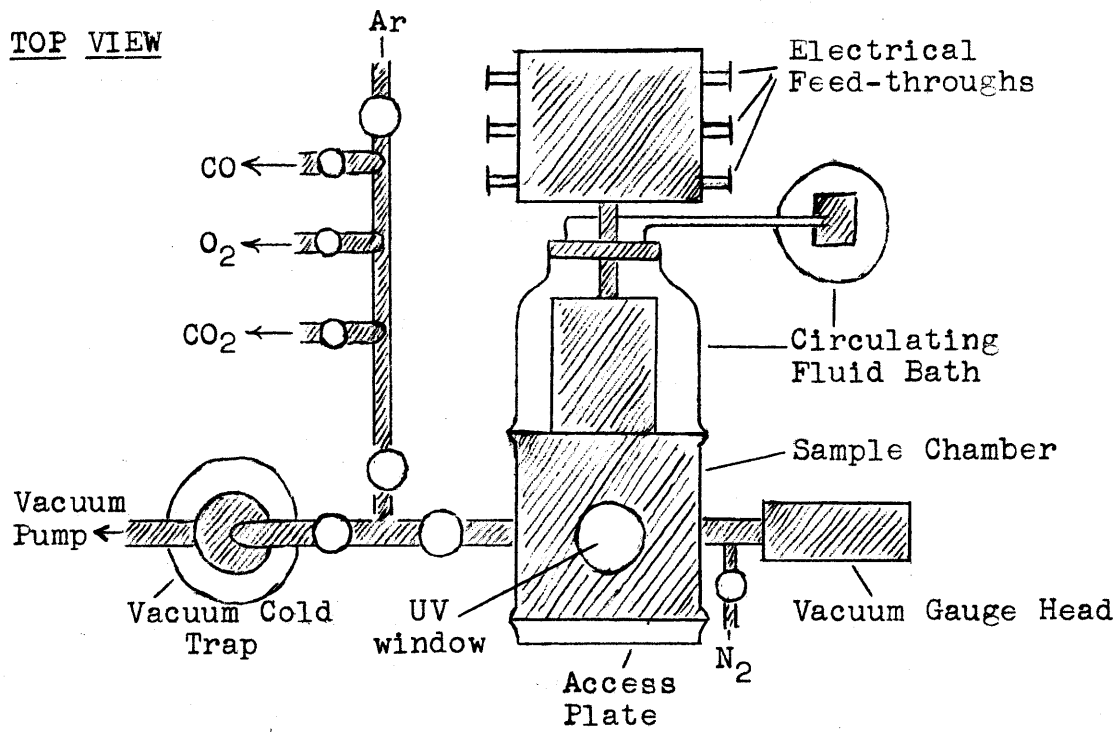 TOP VIEW
Ar
Electrical
Feed-throughs
CO
O₂
CO₂
Circulating
Fluid Bath
Sample Chamber
Vacuum
Pump
Vacuum Cold
Trap
UV
window
Vacuum Gauge Head
N₂
Access
Plate